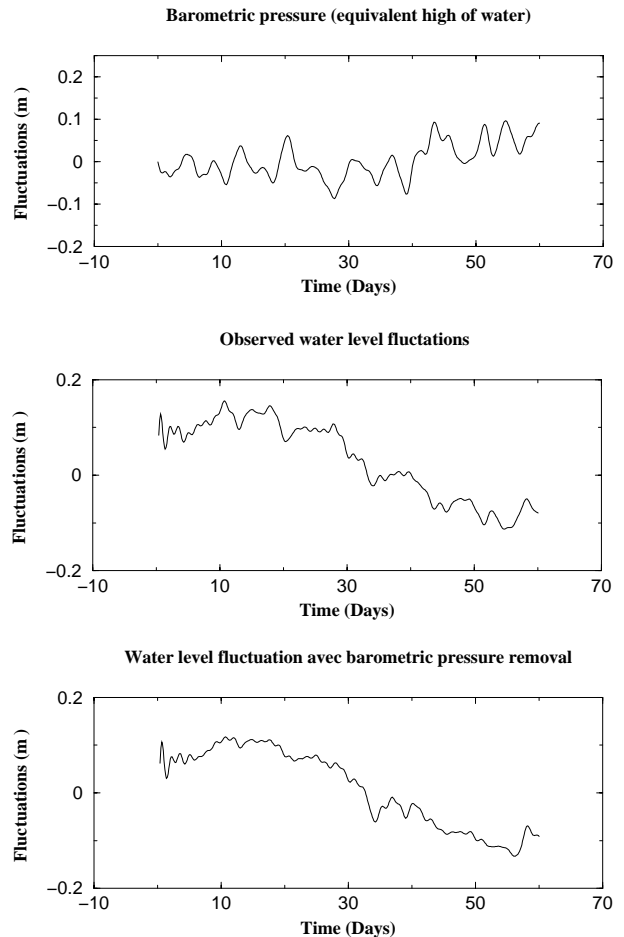 Barometric pressure (equivalent high of water)
0.2
0.1
0
−0.1
−0.2
Fluctuations (m )
−10 10 30 50 70
Time (Days)
Observed water level fluctations
0.2
0
−0.2
Fluctuations (m )
−10 10 30 50 70
Time (Days)
Water level fluctuation avec barometric pressure removal
0.2
0
−0.2
Fluctuations (m )
−10 10 30 50 70
Time (Days)